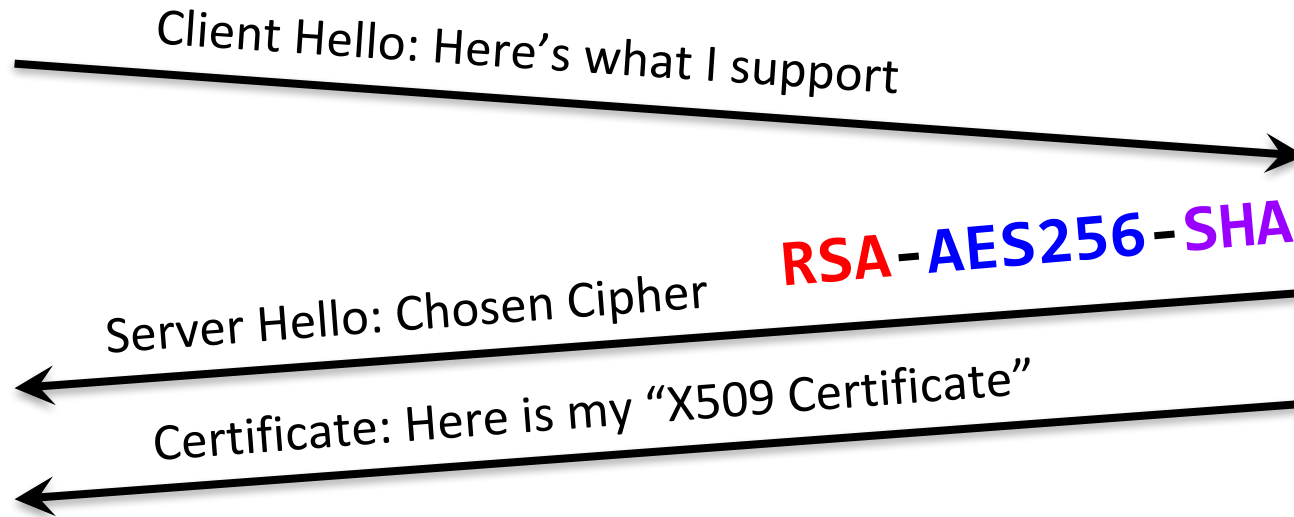 Client Hello: Here’s what I support
RSA-AES256-SHA
Server Hello: Chosen Cipher
Certificate: Here is my “X509 Certificate”